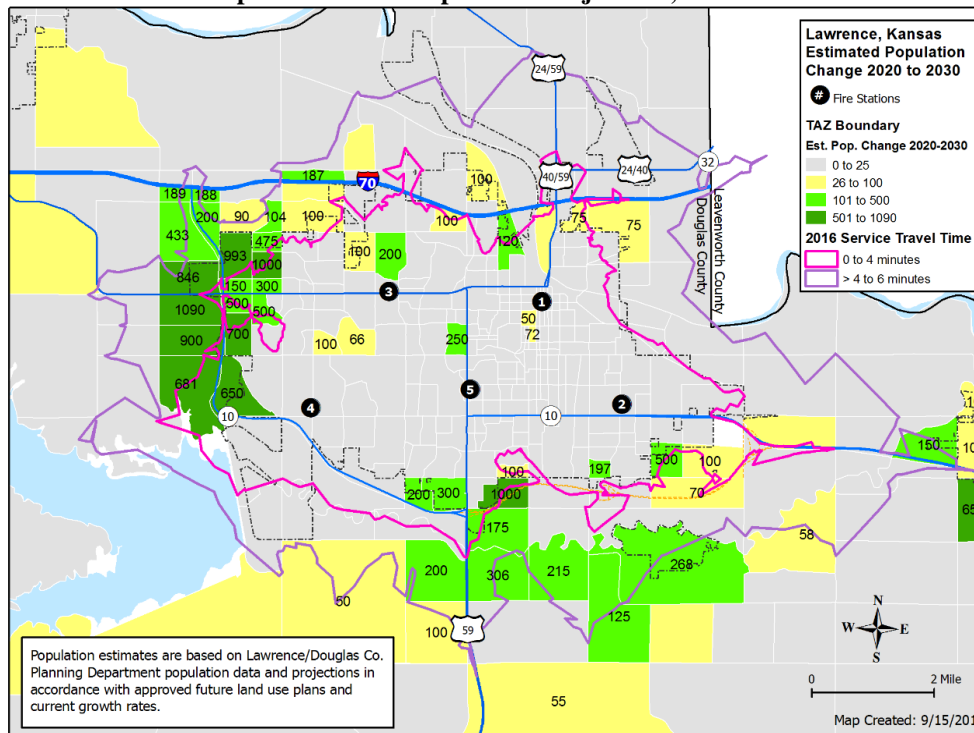 Lawrence, Kansas
Estimated Population
Change 2020 to 2030
# Fire Stations
TAZ Boundary
Est. Pop. Change 2020-2030
0 to 25
26 to 100
101 to 500
501 to 1090
2016 Service Travel Time
0 to 4 minutes
> 4 to 6 minutes
24/59
32
40/59
24/40
Leavenworth County
Douglas County
187
70
100
189
188
200
90
104
100
100
75
75
433
475
120
993
1000
100
200
846
150
300
3
1
1090
500
500
50
900
700
100
66
250
72
681
650
5
4
2
10
10
150
10
100
197
500
100
200
300
1000
70
65
175
58
200
306
215
268
50
125
100
59
55
N
W
E
S
0
2 Mile
Population estimates are based on Lawrence/Douglas Co.
Planning Department population data and projections in
accordance with approved future land use plans and
current growth rates.
Map Created: 9/15/201